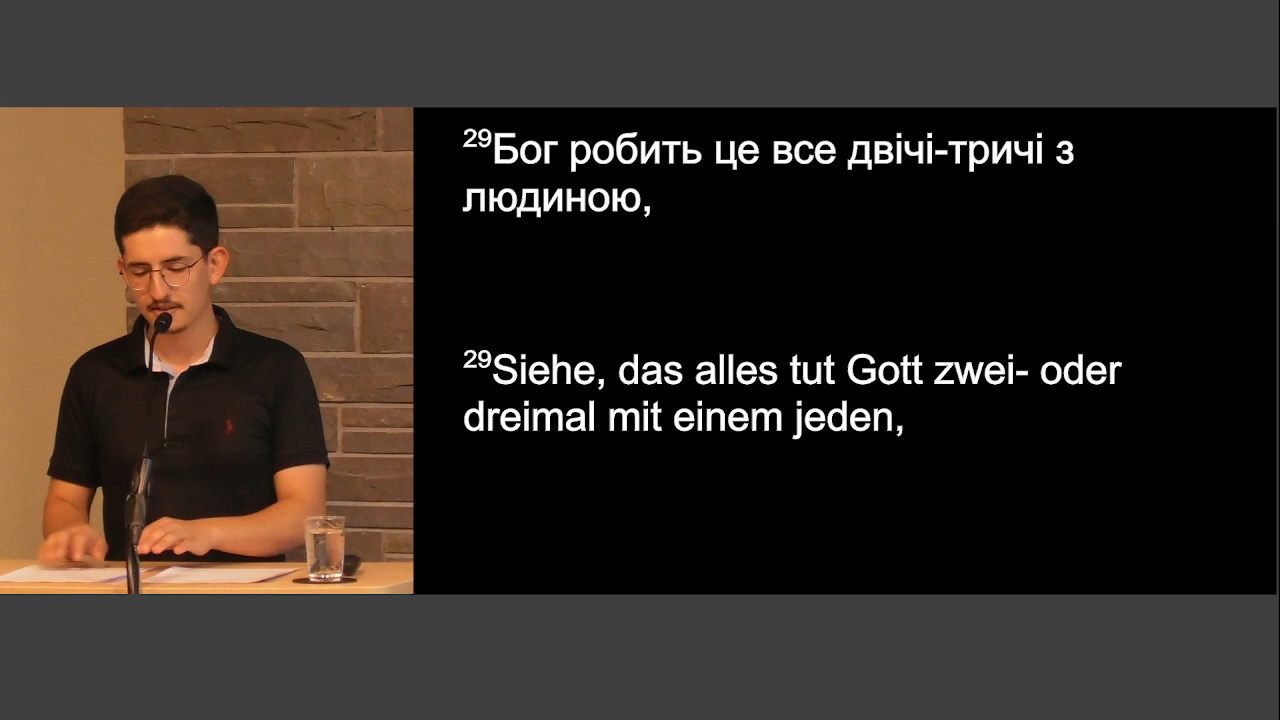 ²⁹Бог робить це все двічі-тричі з
людиною,
²⁹Siehe, das alles tut Gott zwei- oder
dreimal mit einem jeden,